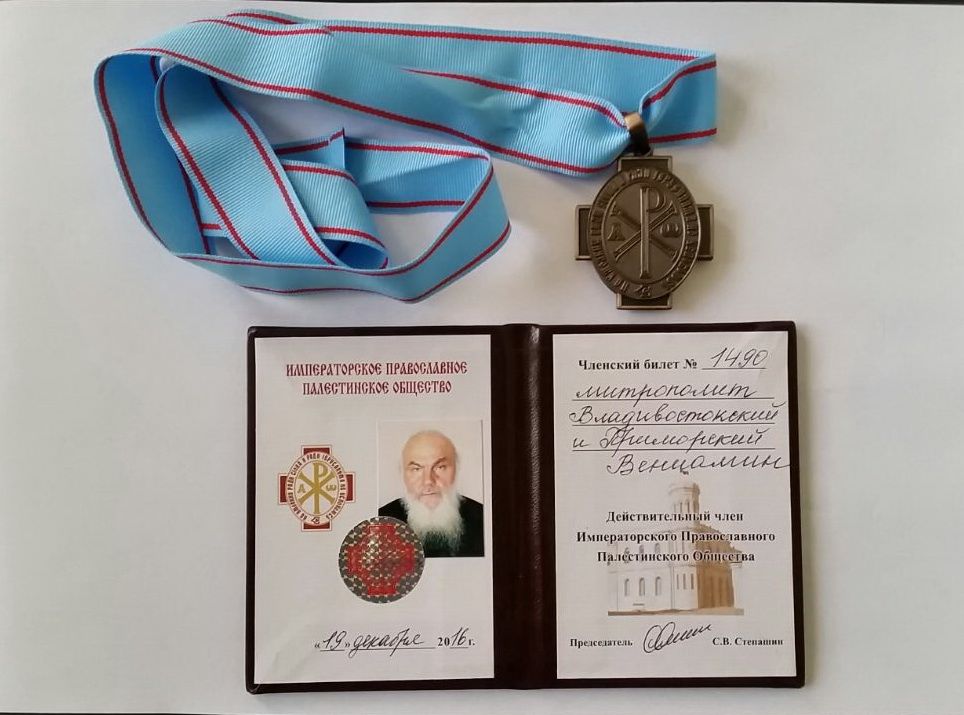 ИМПЕРАТОРСКОЕ ПРАВОСЛАВНОЕ
ПАЛЕСТИНСКОЕ ОБЩЕСТВО
«19» декабря 2016 г.
Членский билет № 1490
митрополит
Владивостокский
и Приморский
Вениамин
Действительный член
Императорского Православного
Палестинского Общества
Председатель С.В. Степашин